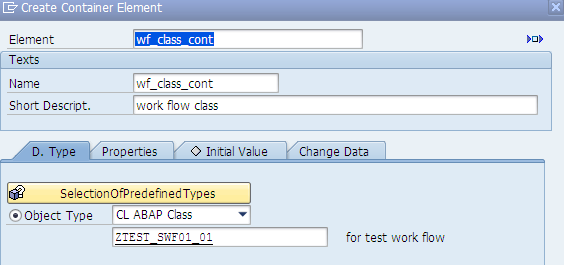 Create Container Element
Element wf_class_cont
Texts
Name wf_class_cont
Short Descript. work flow class
D. Type Properties Initial Value Change Data
SelectionOfPredefinedTypes
Object Type CL ABAP Class
ZTEST_SWF01_01 for test work flow